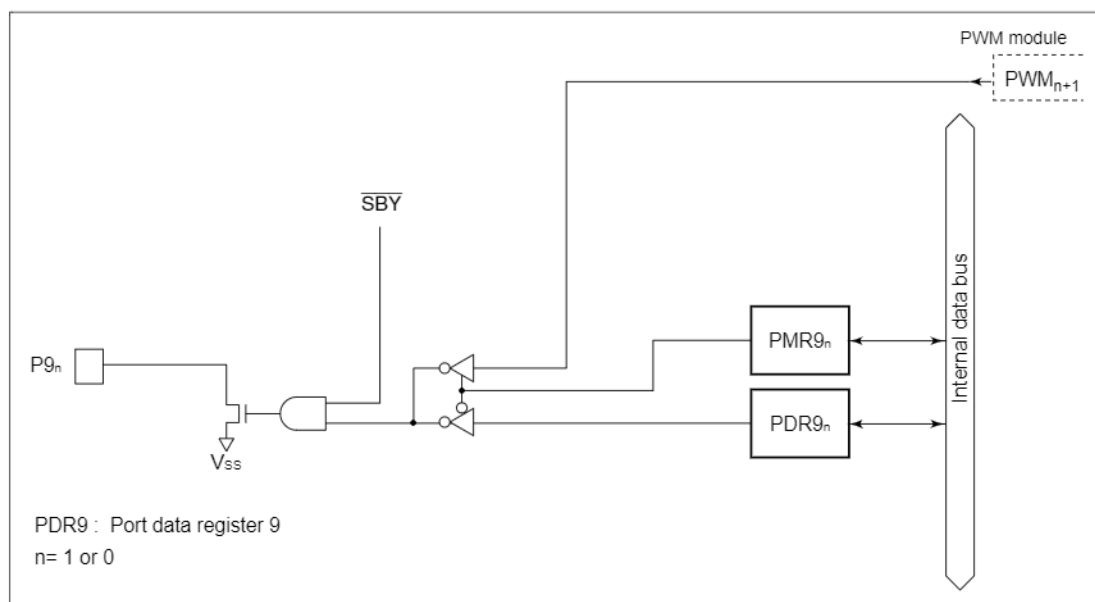 PWM module
PWMn+1
SBY
Internal data bus
PMR9n
P9n
PDR9n
VSS
PDR9 : Port data register 9
n= 1 or 0